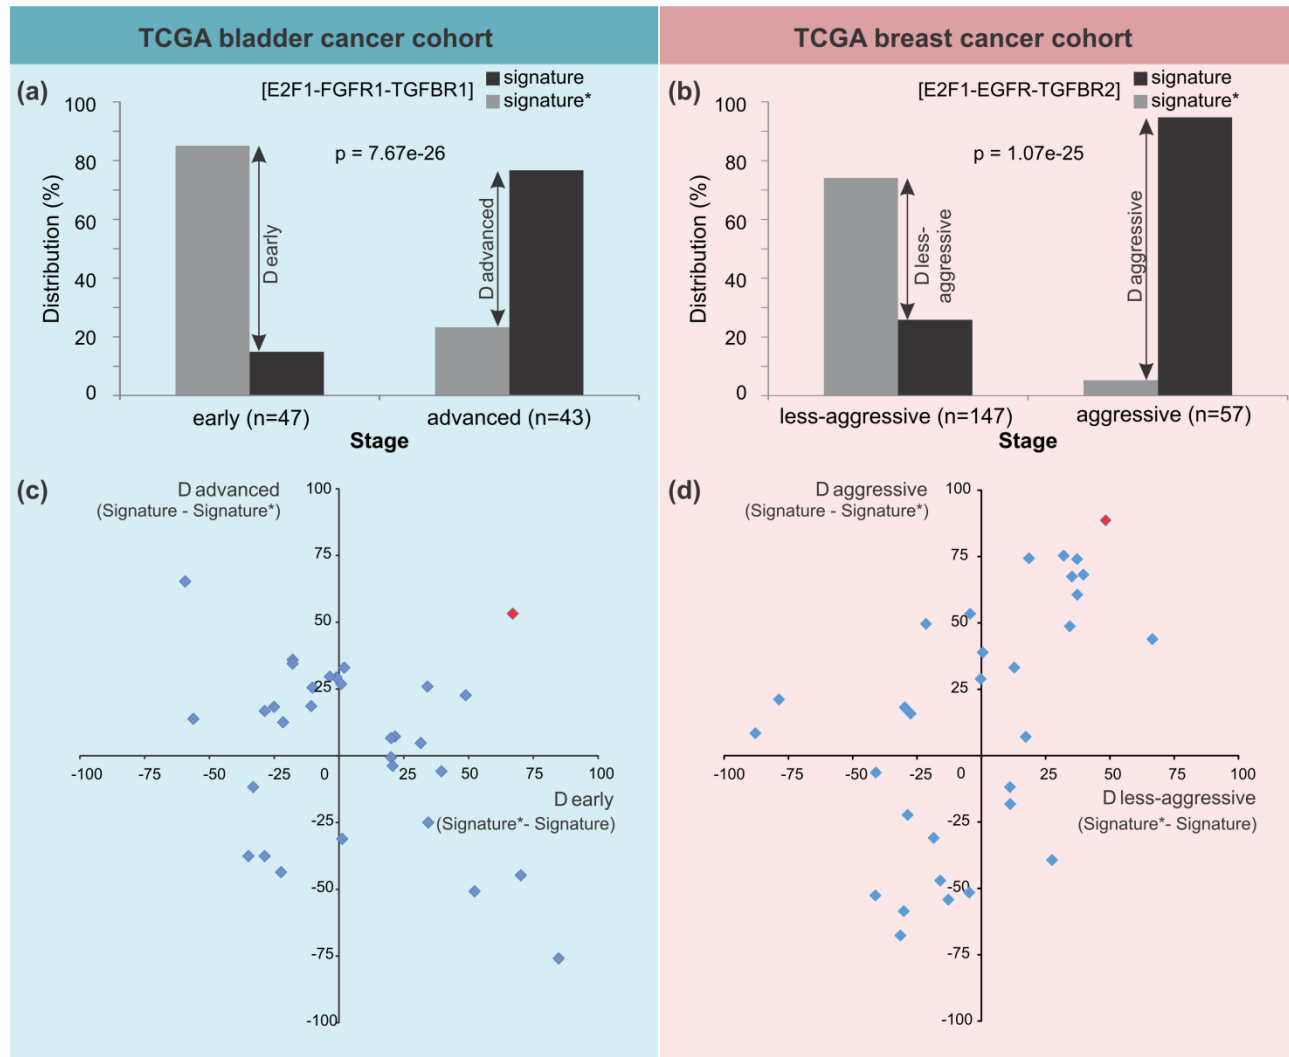 TCGA bladder cancer cohort
TCGA breast cancer cohort
(a)
[E2F1-FGFR1-TGFBR1]
signature
signature*
p = 7.67e-26
Distribution (%)
100
80
60
40
20
0
D early
D advanced
early (n=47)
advanced (n=43)
Stage
(b)
[E2F1-EGFR-TGFBR2]
signature
signature*
p = 1.07e-25
Distribution (%)
100
80
60
40
20
0
D less-
aggressive
D aggressive
less-aggressive (n=147)
aggressive (n=57)
Stage
(c)
D advanced
(Signature - Signature*)
100
75
50
25
-100
-75
-50
-25
0
25
50
75
100
D early
(Signature*- Signature)
-25
-50
-75
-100
(d)
D aggressive
(Signature - Signature*)
100
75
50
25
-100
-75
-50
-25
0
25
50
75
100
D less-aggressive
(Signature*- Signature)
-25
-50
-75
-100